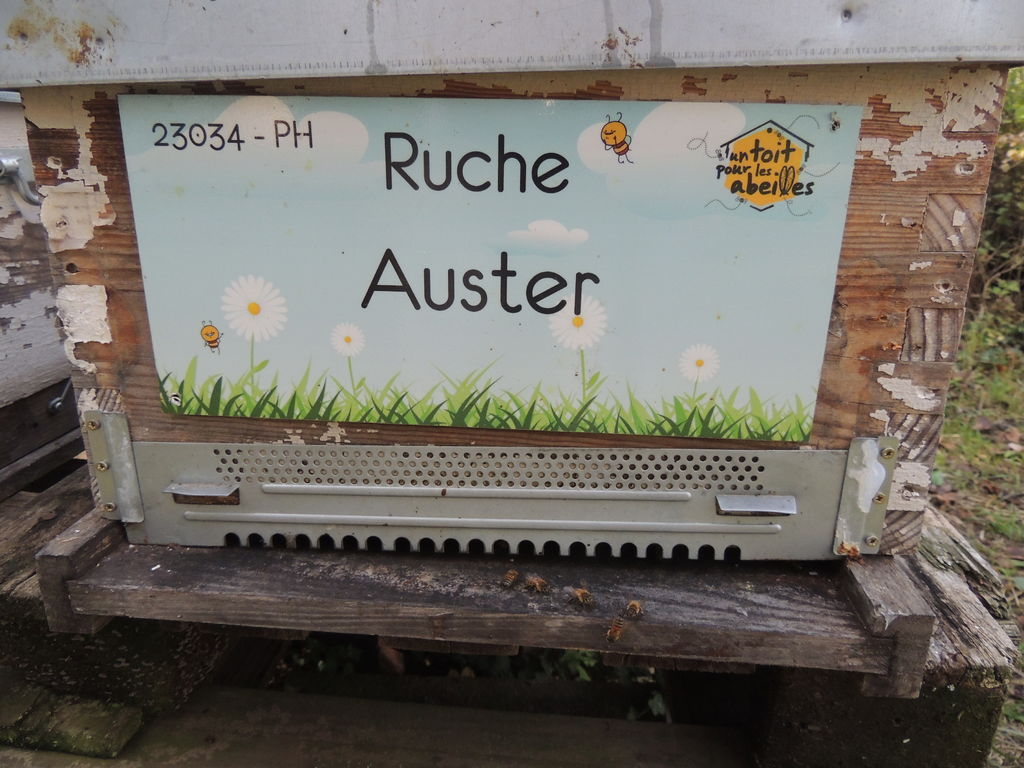 23034 - PH
Ruche
Auster
un toit
pour les
abeilles